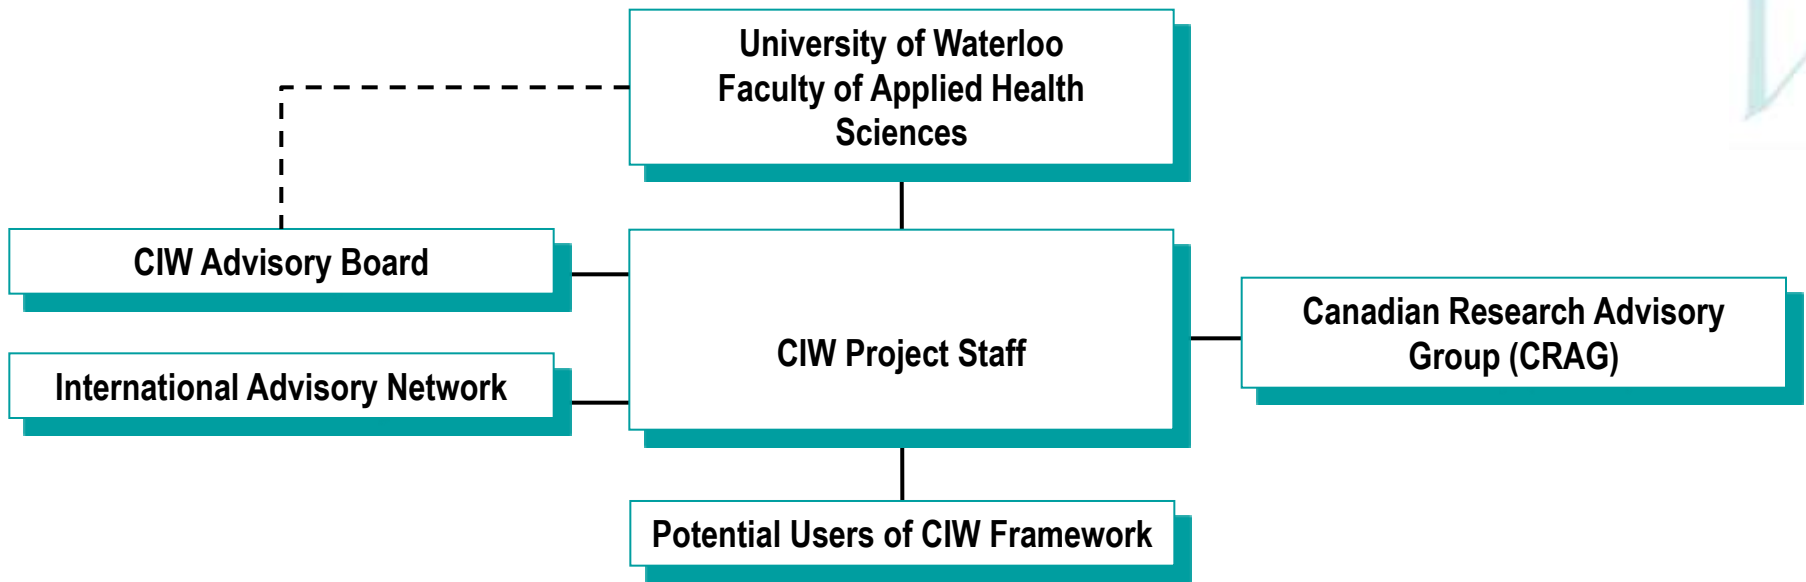 University of Waterloo
Faculty of Applied Health
Sciences
CIW Advisory Board
International Advisory Network
CIW Project Staff
Canadian Research Advisory
Group (CRAG)
Potential Users of CIW Framework